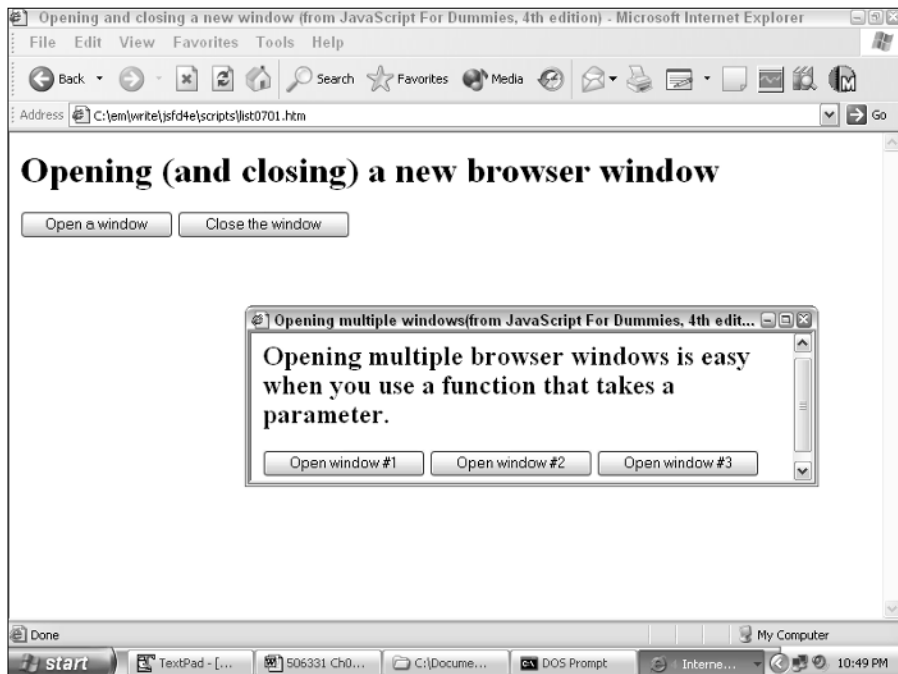 Opening and closing a new window (from JavaScript For Dummies, 4th edition) - Microsoft Internet Explorer
File Edit View Favorites Tools Help
Back Search Favorites Media
Address C:\em\write\jsfd4e\scripts\list0701.htm Go
Opening (and closing) a new browser window
Open a window Close the window
Opening multiple windows(from JavaScript For Dummies, 4th edit...
Opening multiple browser windows is easy
when you use a function that takes a
parameter.
Open window #1 Open window #2 Open window #3
Done My Computer
start TextPad - [... 506331 Ch0... C:\Docume... DOS Prompt Interne... 10:49 PM